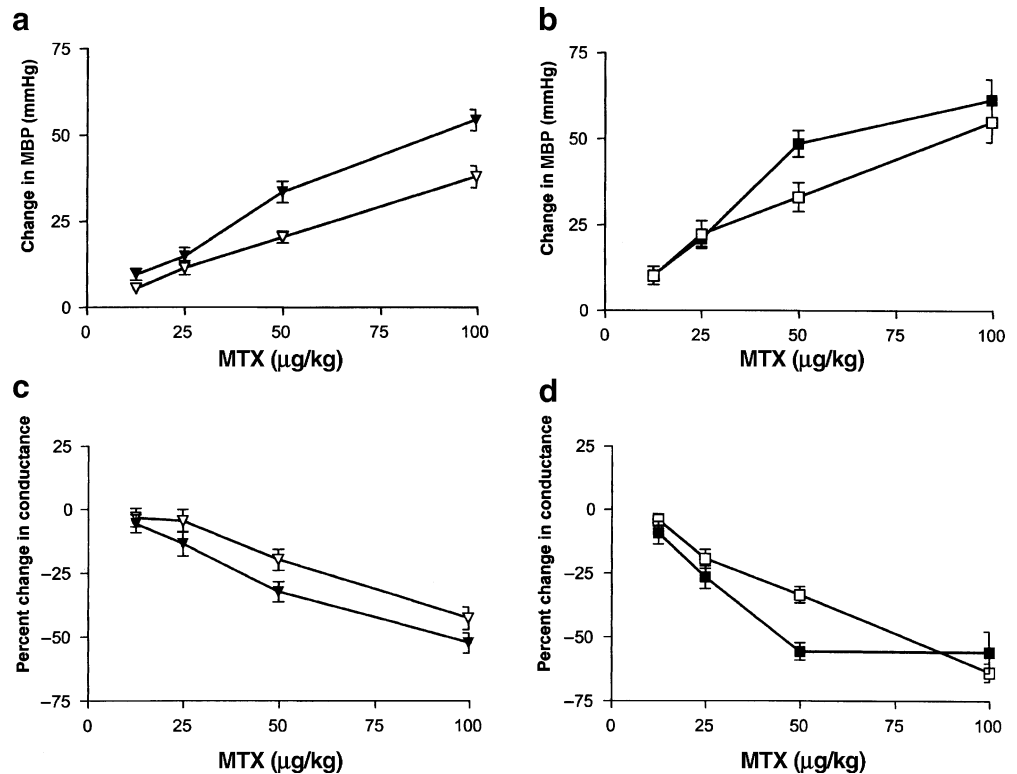 a
Change in MBP (mmHg)
75
50
25
0
0 25 50 75 100
MTX (μg/kg)
b
Change in MBP (mmHg)
75
50
25
0
0 25 50 75 100
MTX (μg/kg)
c
Percent change in conductance
25
0
−25
−50
−75
0 25 50 75 100
MTX (μg/kg)
d
Percent change in conductance
25
0
−25
−50
−75
0 25 50 75 100
MTX (μg/kg)